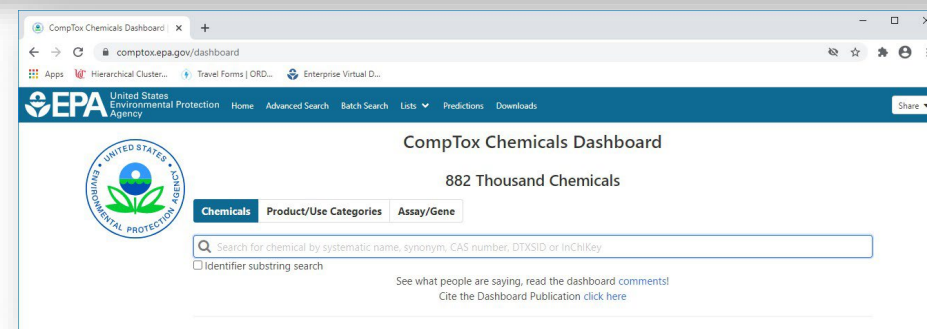 CompTox Chemicals Dashboard
comptox.epa.gov/dashboard
Apps Hierarchical Cluster... Travel Forms | ORD... Enterprise Virtual D...
EPA United States Environmental Protection Agency Home Advanced Search Batch Search Lists Predictions Downloads Share
UNITED STATES
ENVIRONMENTAL PROTECTION AGENCY
CompTox Chemicals Dashboard
882 Thousand Chemicals
Chemicals Product/Use Categories Assay/Gene
Search for chemical by systematic name, synonym, CAS number, DTXSID or InChIKey
Identifier substring search
See what people are saying, read the dashboard comments!
Cite the Dashboard Publication click here